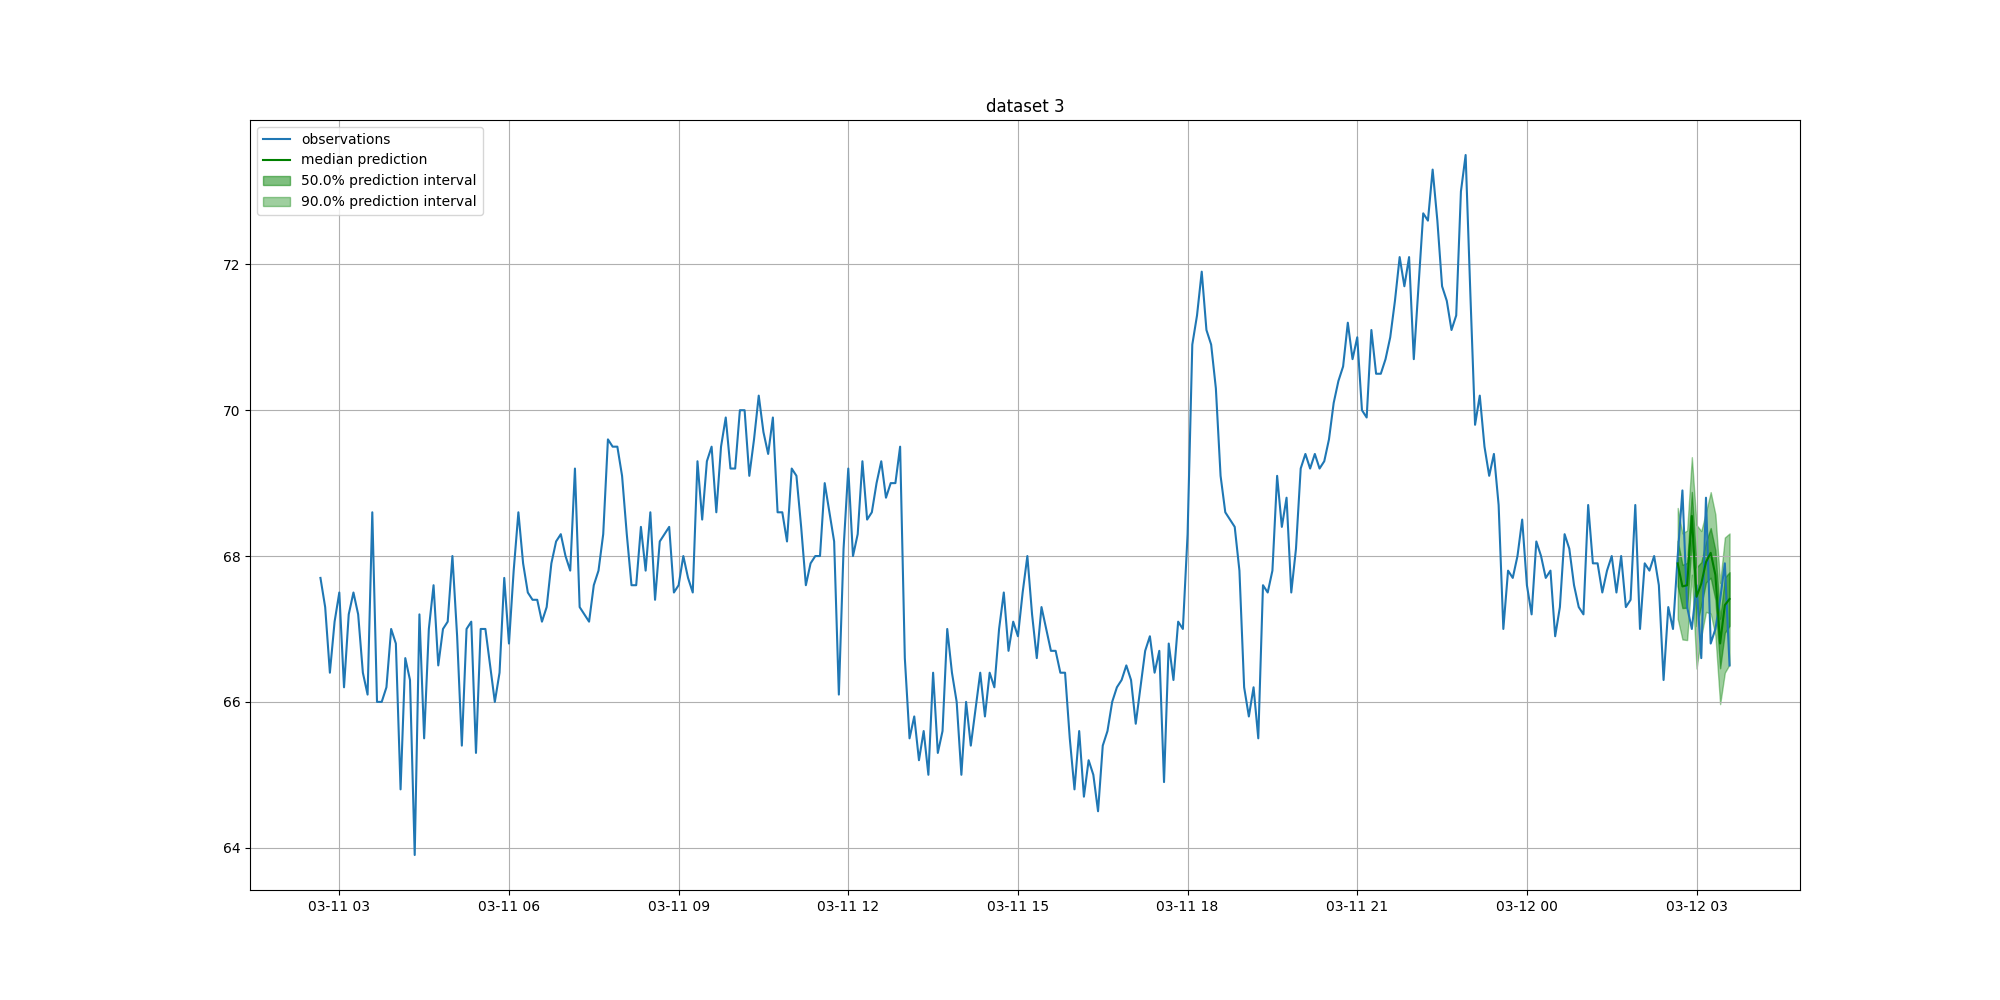 dataset 3
observations
median prediction
50.0% prediction interval
90.0% prediction interval
72
70
68
66
64
03-11 03
03-11 06
03-11 09
03-11 12
03-11 15
03-11 18
03-11 21
03-12 00
03-12 03